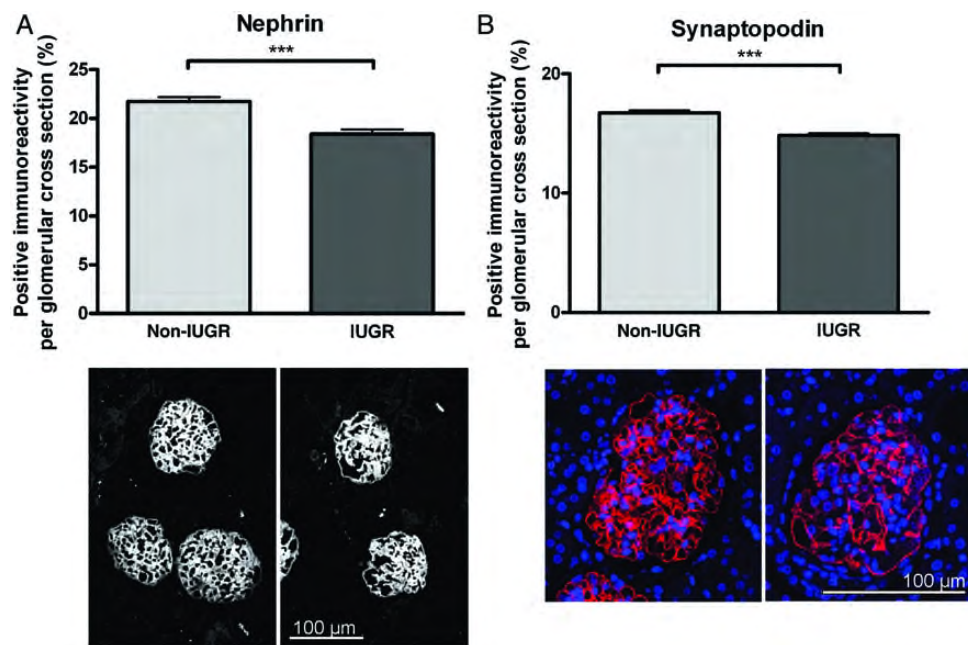 A
Nephrin
***
Positive immunoreactivity
per glomerular cross section (%)
25
20
15
10
5
0
Non-IUGR
IUGR
100 µm
B
Synaptopodin
***
Positive immunoreactivity
per glomerular cross section (%)
20
10
0
Non-IUGR
IUGR
100 µm